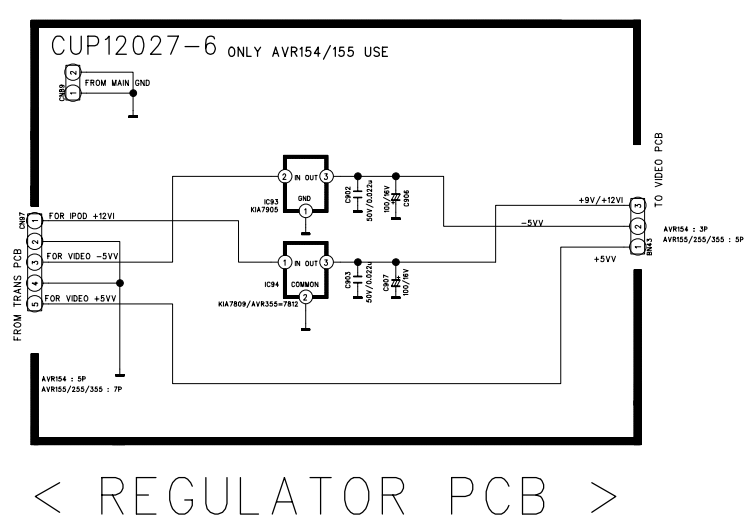 CUP12027-6 ONLY AVR154/155 USE
2
1
CN89
FROM MAIN GND
2 IN OUT 3
GND
1
IC93
KIA7905
C902
50V/0.022u
100/16V
C906
CN97
FROM TRANS PCB
1 FOR IPOD +12VI
2
3 FOR VIDEO -5VV
4
5 FOR VIDEO +5VV
1 IN OUT 3
COMMON
2
IC94
KIA7809/AVR355=7812
C903
50V/0.022u
C907
100/16V
TO VIDEO PCB
+9V/+12VI 3
-5VV 2
1
+5VV
BN43
AVR154 : 3P
AVR155/255/355 : 5P
AVR154 : 5P
AVR155/255/355 : 7P
< REGULATOR PCB >